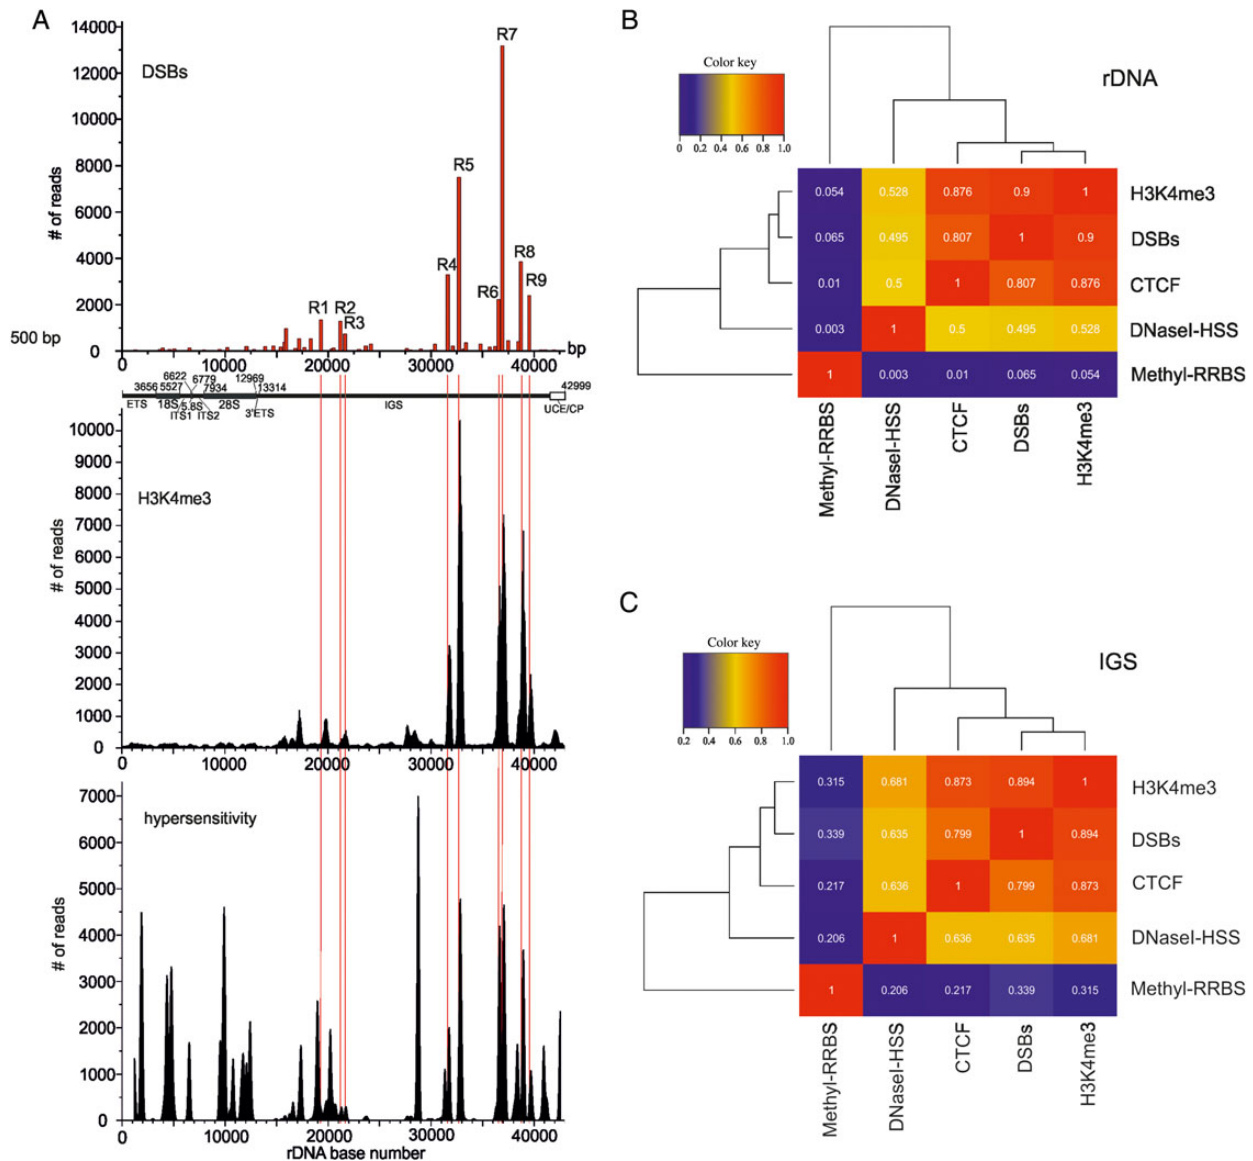 A
14000
12000
10000
8000
6000
4000
2000
0
# of reads
DSBs
R1
R2
R3
R4
R5
R6
R7
R8
R9
500 bp
bp
0 10000 20000 30000 40000
3656 5527 6622 6779 7934 12969 13314 42999
ETS 18S ITS1 5.8S ITS2 28S 3'ETS IGS UCE/CP
10000
9000
8000
7000
6000
5000
4000
3000
2000
1000
0
# of reads
H3K4me3
0 10000 20000 30000 40000
7000
6000
5000
4000
3000
2000
1000
0
# of reads
hypersensitivity
0 10000 20000 30000 40000
rDNA base number
B
Color key
0 0.2 0.4 0.6 0.8 1.0
rDNA
0.054 0.528 0.876 0.9 1 H3K4me3
0.065 0.495 0.807 1 0.9 DSBs
0.01 0.5 1 0.807 0.876 CTCF
0.003 1 0.5 0.495 0.528 DNaseI-HSS
1 0.003 0.01 0.065 0.054 Methyl-RRBS
Methyl-RRBS DNaseI-HSS CTCF DSBs H3K4me3
C
Color key
0.2 0.4 0.6 0.8 1.0
IGS
0.315 0.681 0.873 0.894 1 H3K4me3
0.339 0.635 0.799 1 0.894 DSBs
0.217 0.636 1 0.799 0.873 CTCF
0.206 1 0.636 0.635 0.681 DNaseI-HSS
1 0.206 0.217 0.339 0.315 Methyl-RRBS
Methyl-RRBS DNaseI-HSS CTCF DSBs H3K4me3